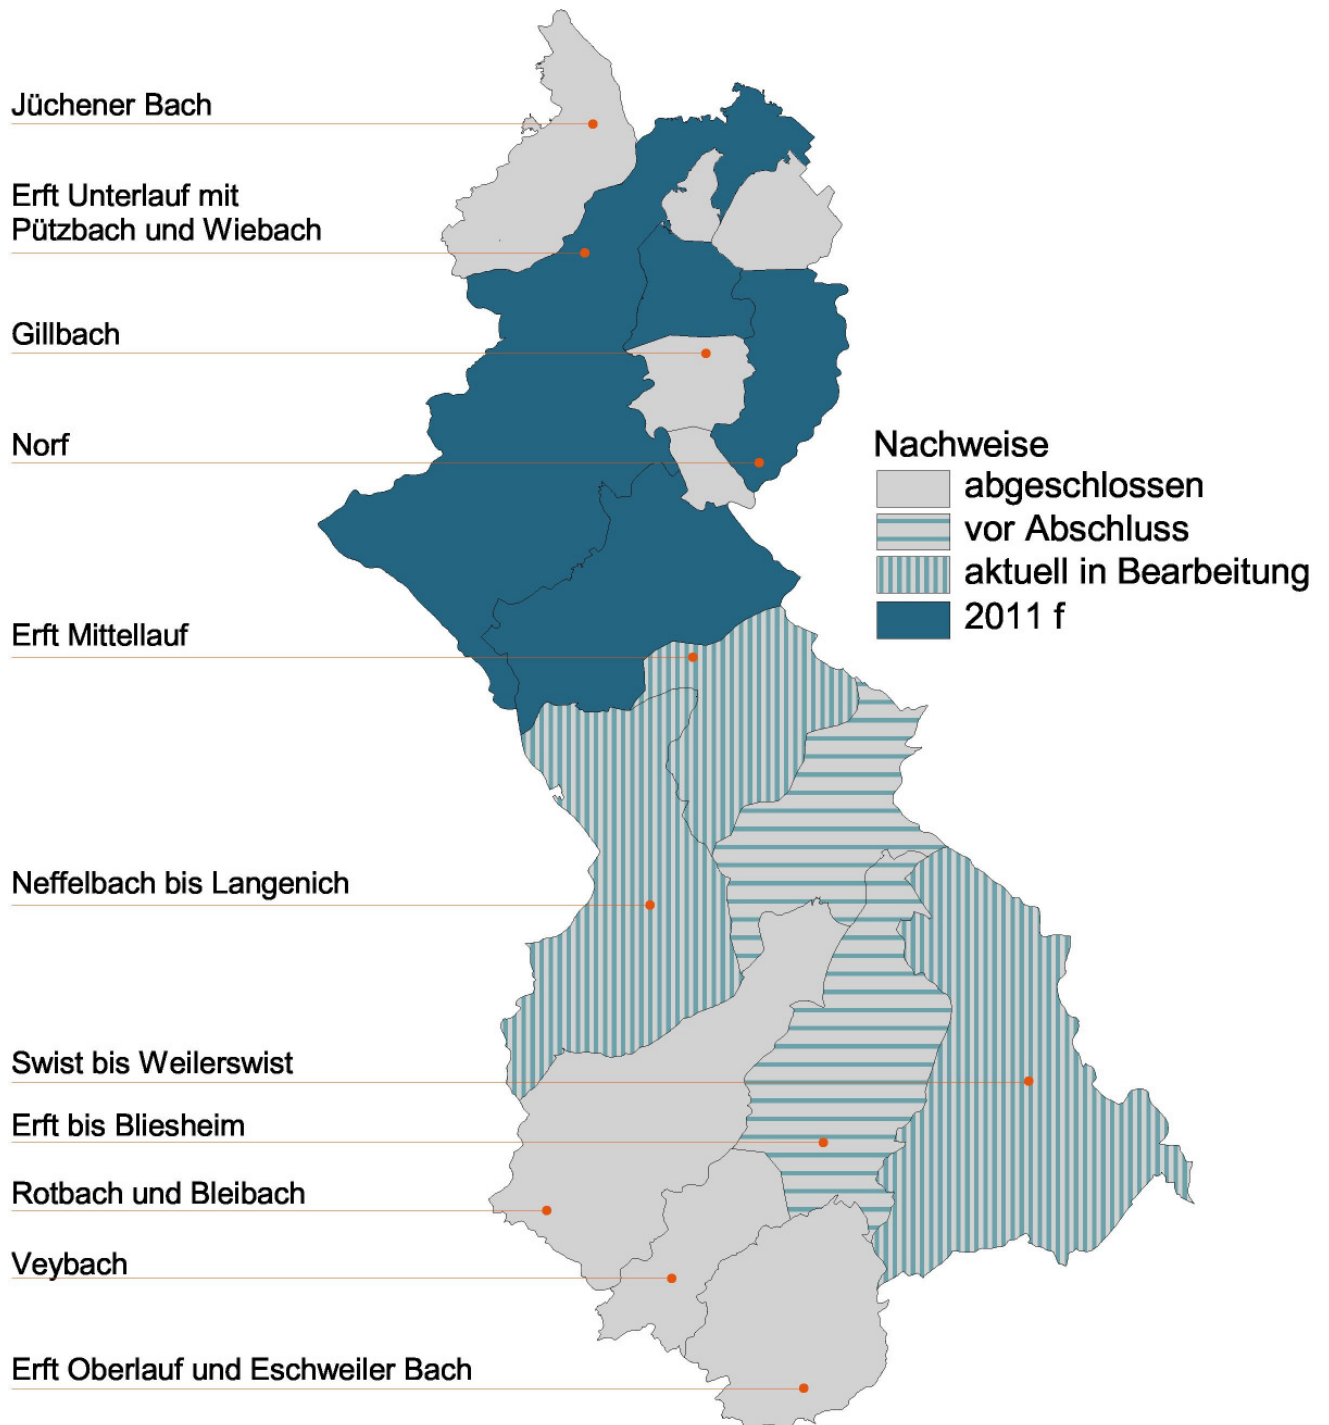 Jüchener Bach
Erft Unterlauf mit
Pützbach und Wiebach
Gillbach
Norf
Nachweise
abgeschlossen
vor Abschluss
aktuell in Bearbeitung
2011 f
Erft Mittellauf
Neffelbach bis Langenich
Swist bis Weilerswist
Erft bis Bliesheim
Rotbach und Bleibach
Veybach
Erft Oberlauf und Eschweiler Bach